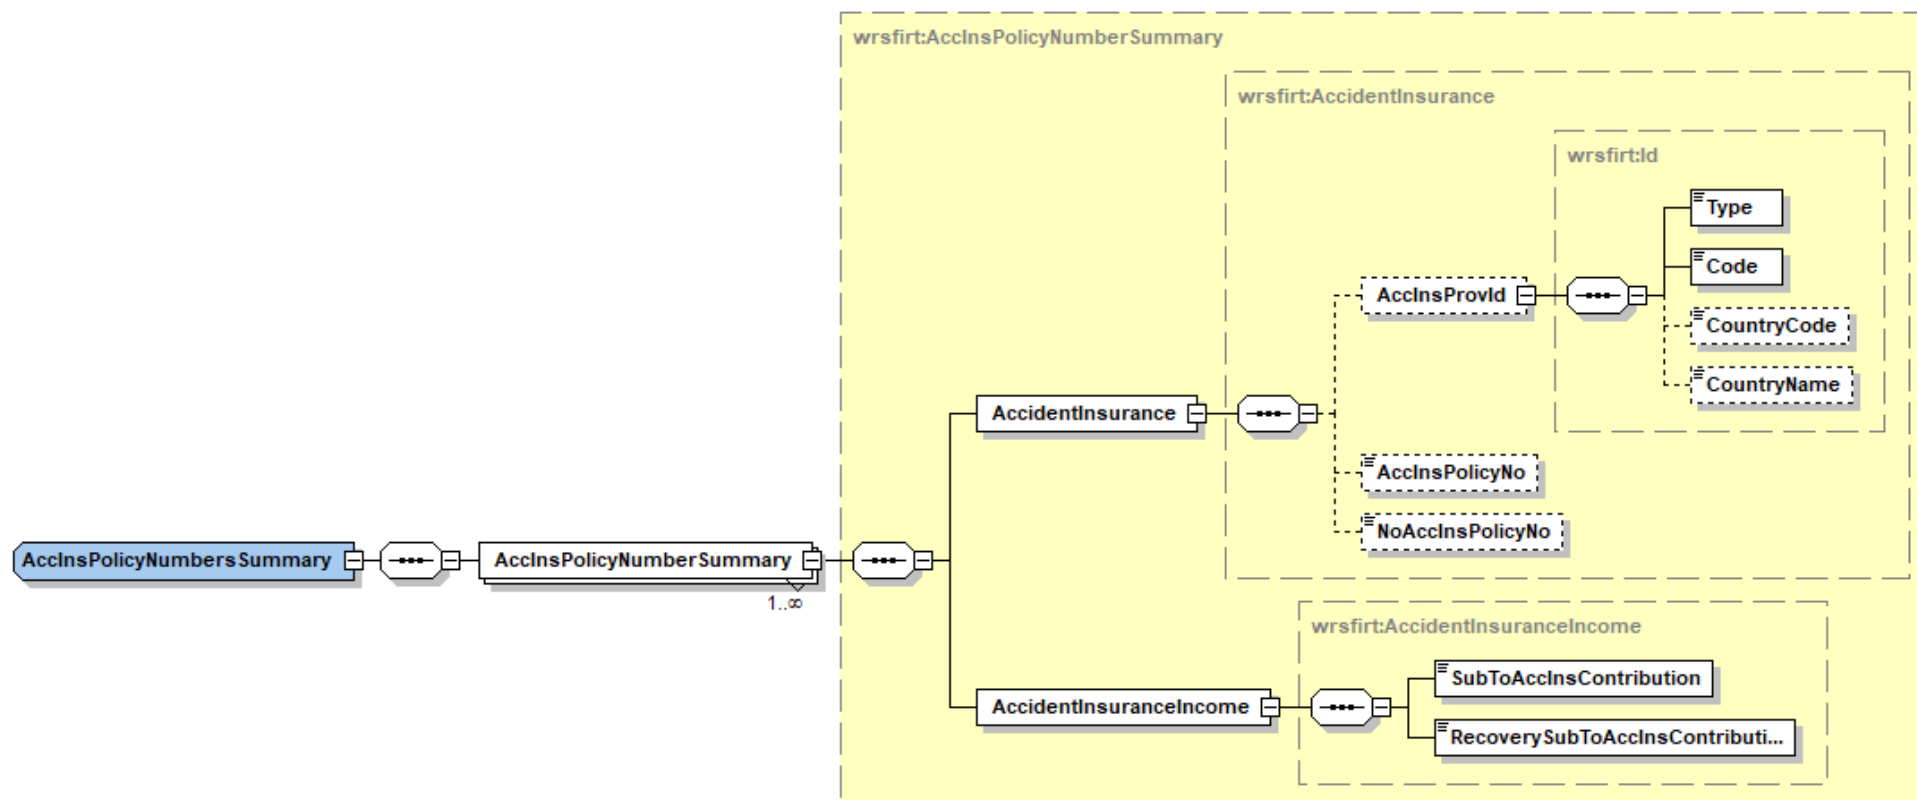 wrsfirt:AccInsPolicyNumberSummary
wrsfirt:AccidentInsurance
wrsfirt:Id
Type
Code
AccInsProvId
CountryCode
CountryName
AccidentInsurance
AccInsPolicyNo
NoAccInsPolicyNo
AccInsPolicyNumbersSummary
AccInsPolicyNumberSummary
1..∞
wrsfirt:AccidentInsuranceIncome
SubToAccInsContribution
AccidentInsuranceIncome
RecoverySubToAccInsContributi...